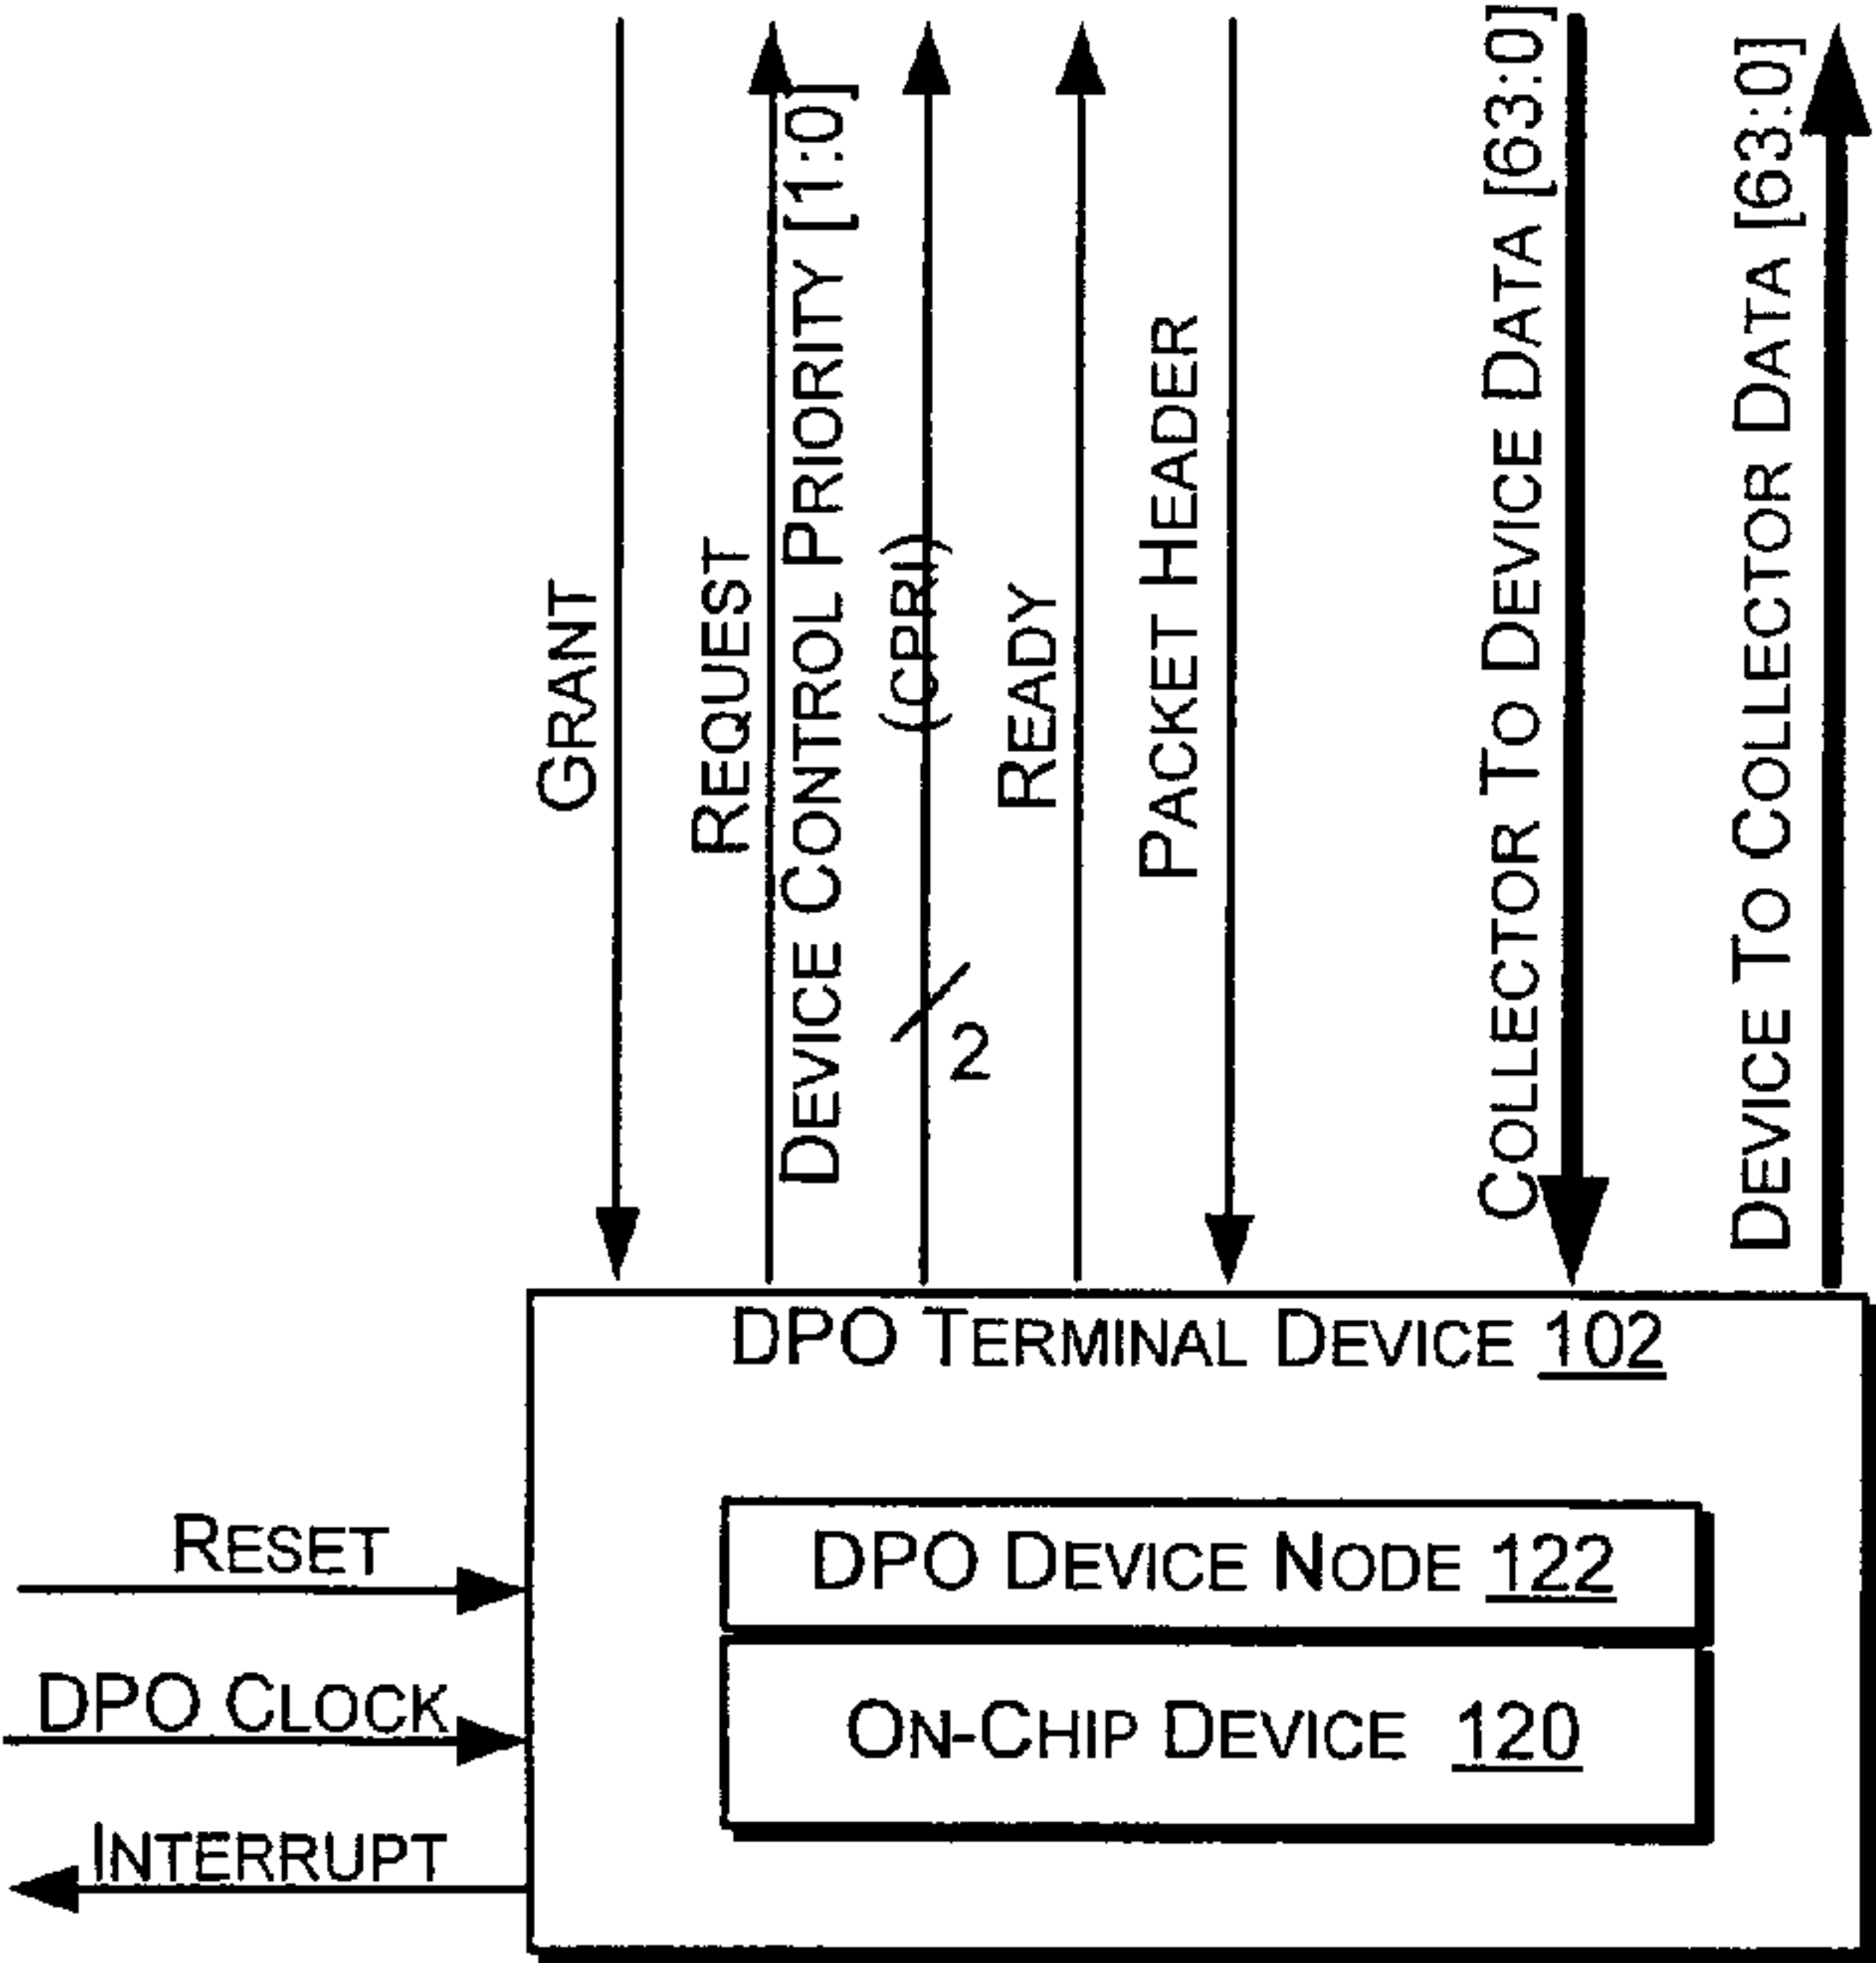 GRANT
REQUEST
DEVICE CONTROL PRIORITY [1:0]
(CPRI)
2
READY
PACKET HEADER
COLLECTOR TO DEVICE DATA [63:0]
DEVICE TO COLLECTOR DATA [63:0]
DPO TERMINAL DEVICE 102
RESET
DPO DEVICE NODE 122
DPO CLOCK
ON-CHIP DEVICE 120
INTERRUPT